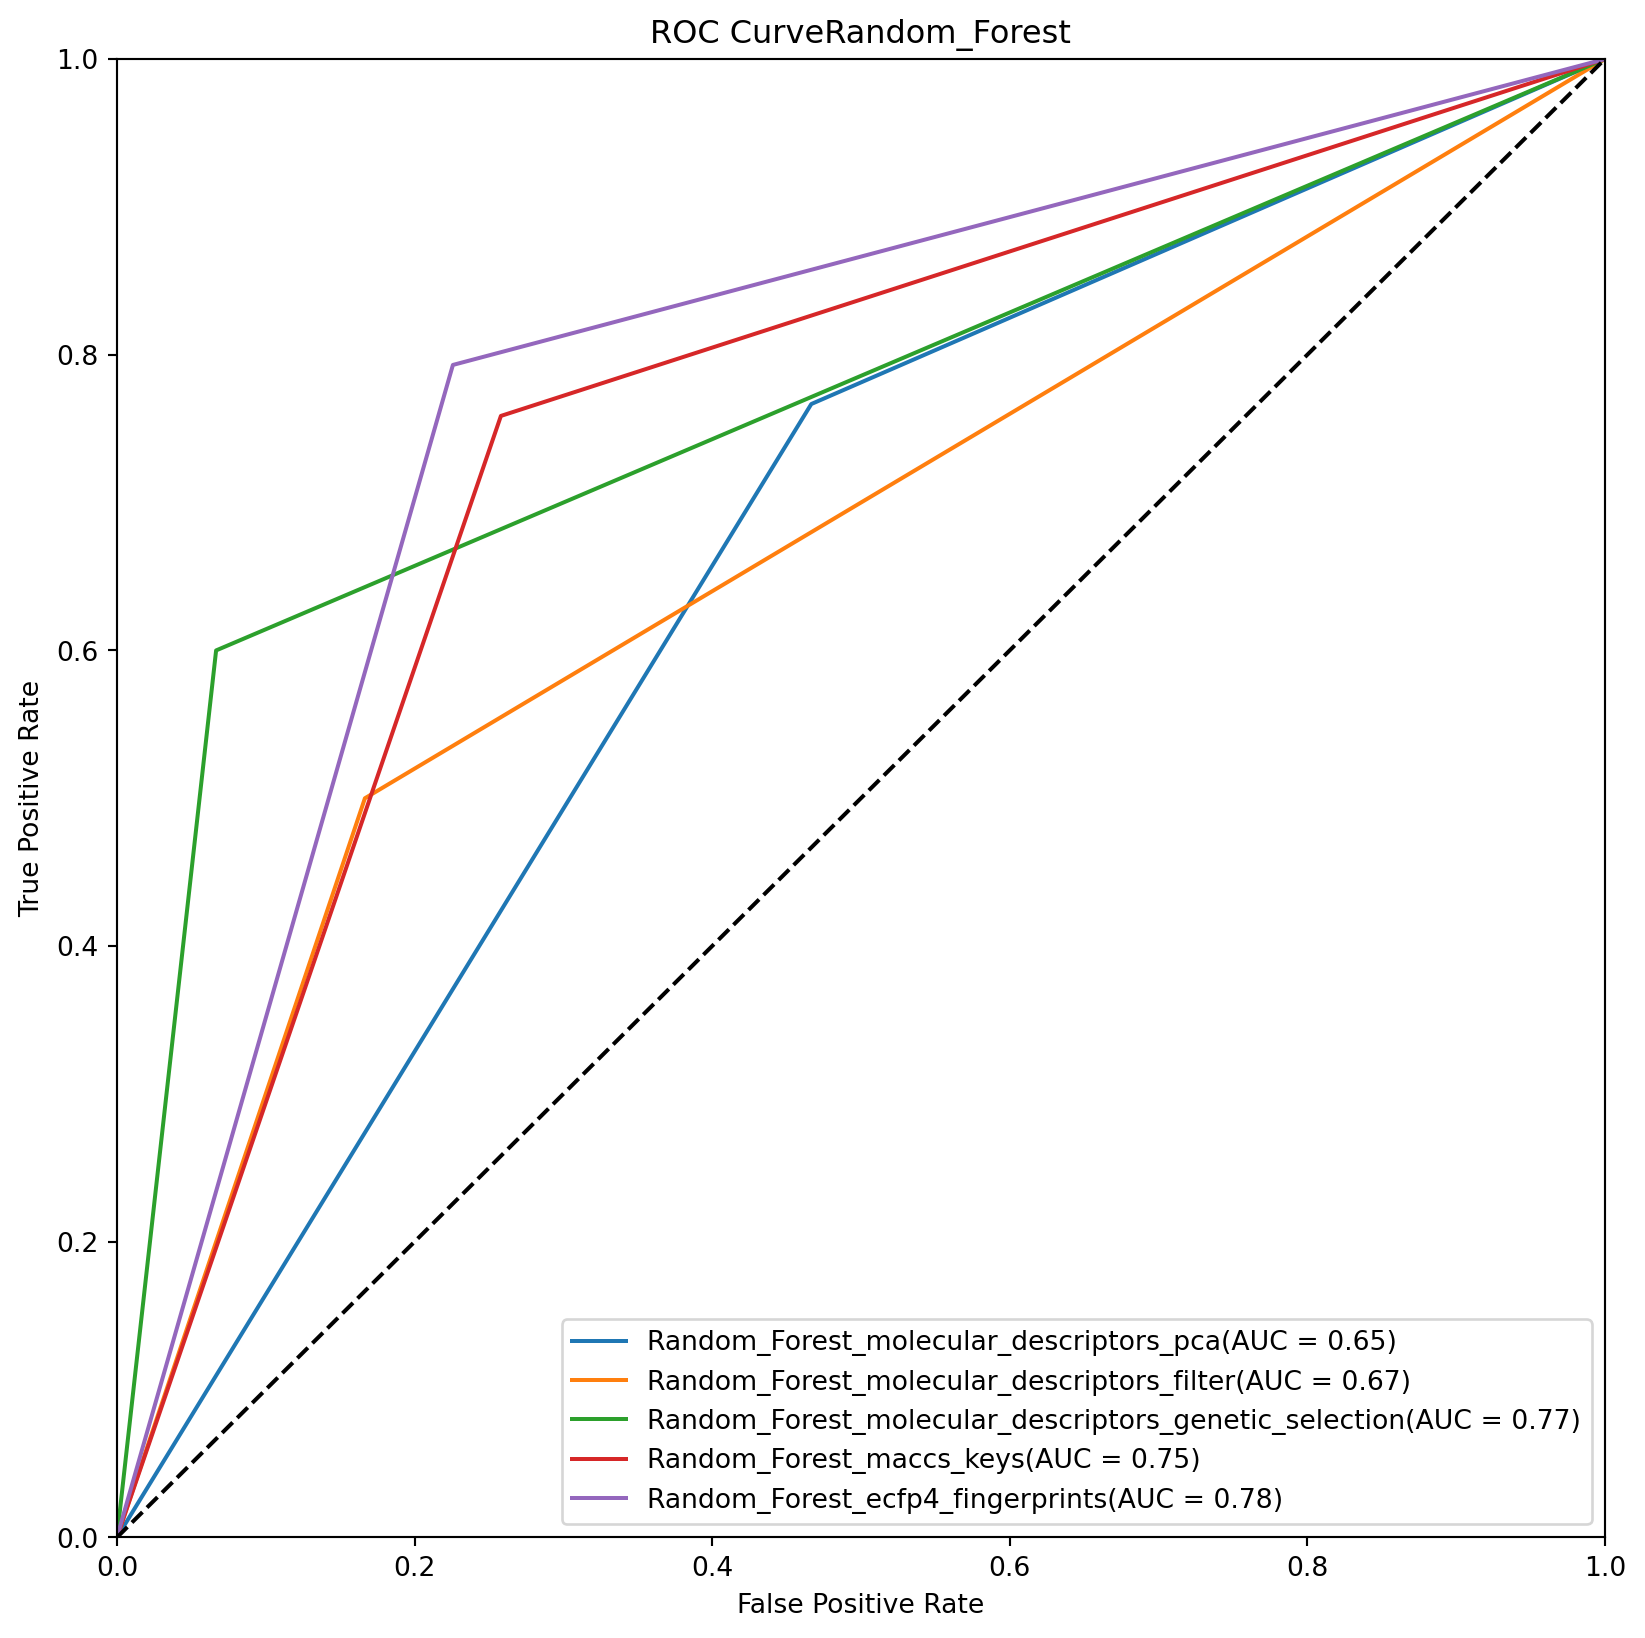 ROC CurveRandom_Forest
1.0
0.8
0.6
0.4
0.2
0.0
True Positive Rate
Random_Forest_molecular_descriptors_pca(AUC = 0.65)
Random_Forest_molecular_descriptors_filter(AUC = 0.67)
Random_Forest_molecular_descriptors_genetic_selection(AUC = 0.77)
Random_Forest_maccs_keys(AUC = 0.75)
Random_Forest_ecfp4_fingerprints(AUC = 0.78)
0.0 0.2 0.4 0.6 0.8 1.0
False Positive Rate